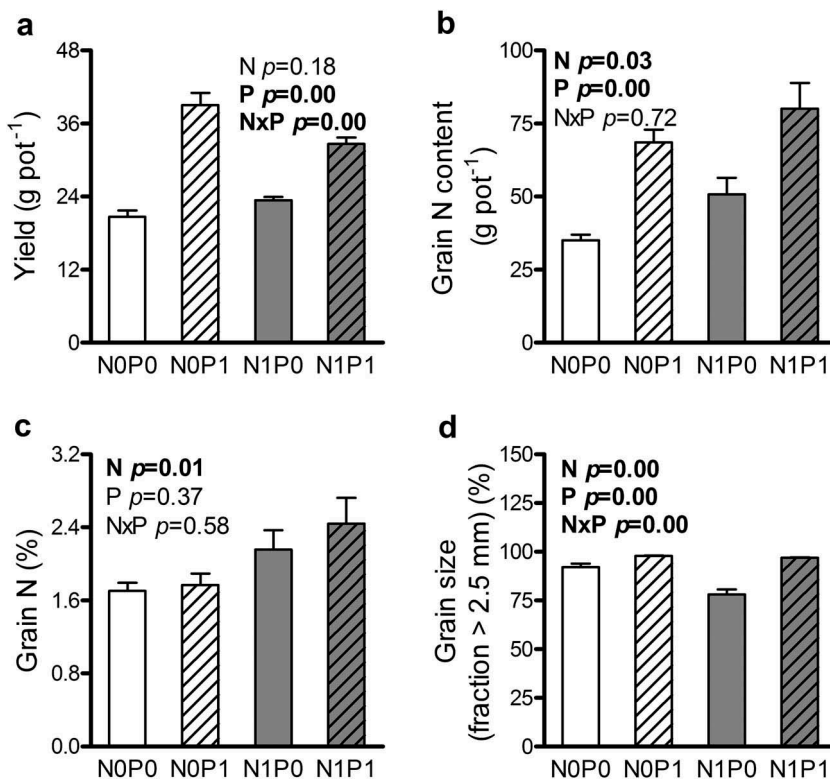 a
Yield (g pot⁻¹)
48
36
24
12
0
N p=0.18
P p=0.00
NxP p=0.00
N0P0 N0P1 N1P0 N1P1
b
Grain N content
(g pot⁻¹)
100
75
50
25
0
N p=0.03
P p=0.00
NxP p=0.72
N0P0 N0P1 N1P0 N1P1
c
Grain N (%)
3.2
2.4
1.6
0.8
0.0
N p=0.01
P p=0.37
NxP p=0.58
N0P0 N0P1 N1P0 N1P1
d
Grain size
(fraction > 2.5 mm) (%)
150
125
100
75
50
25
0
N p=0.00
P p=0.00
NxP p=0.00
N0P0 N0P1 N1P0 N1P1